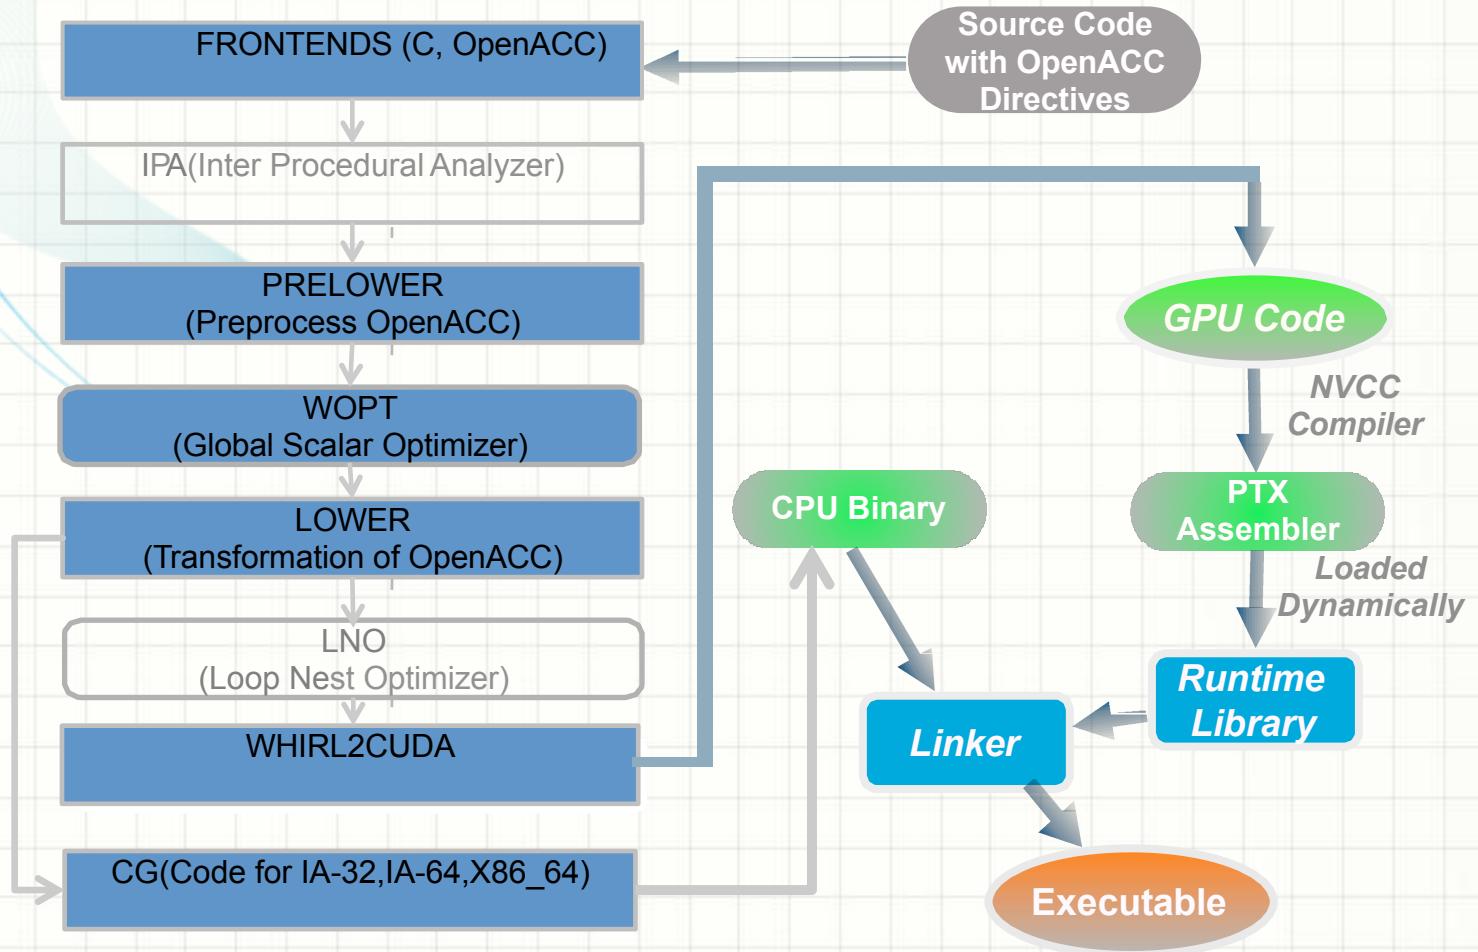 FRONTENDS (C, OpenACC)
Source Code
with OpenACC
Directives
IPA(Inter Procedural Analyzer)
PRELOWER
(Preprocess OpenACC)
GPU Code
NVCC
Compiler
WOPT
(Global Scalar Optimizer)
CPU Binary
PTX
Assembler
LOWER
(Transformation of OpenACC)
Loaded
Dynamically
LNO
(Loop Nest Optimizer)
Runtime
Library
Linker
WHIRL2CUDA
CG(Code for IA-32,IA-64,X86_64)
Executable